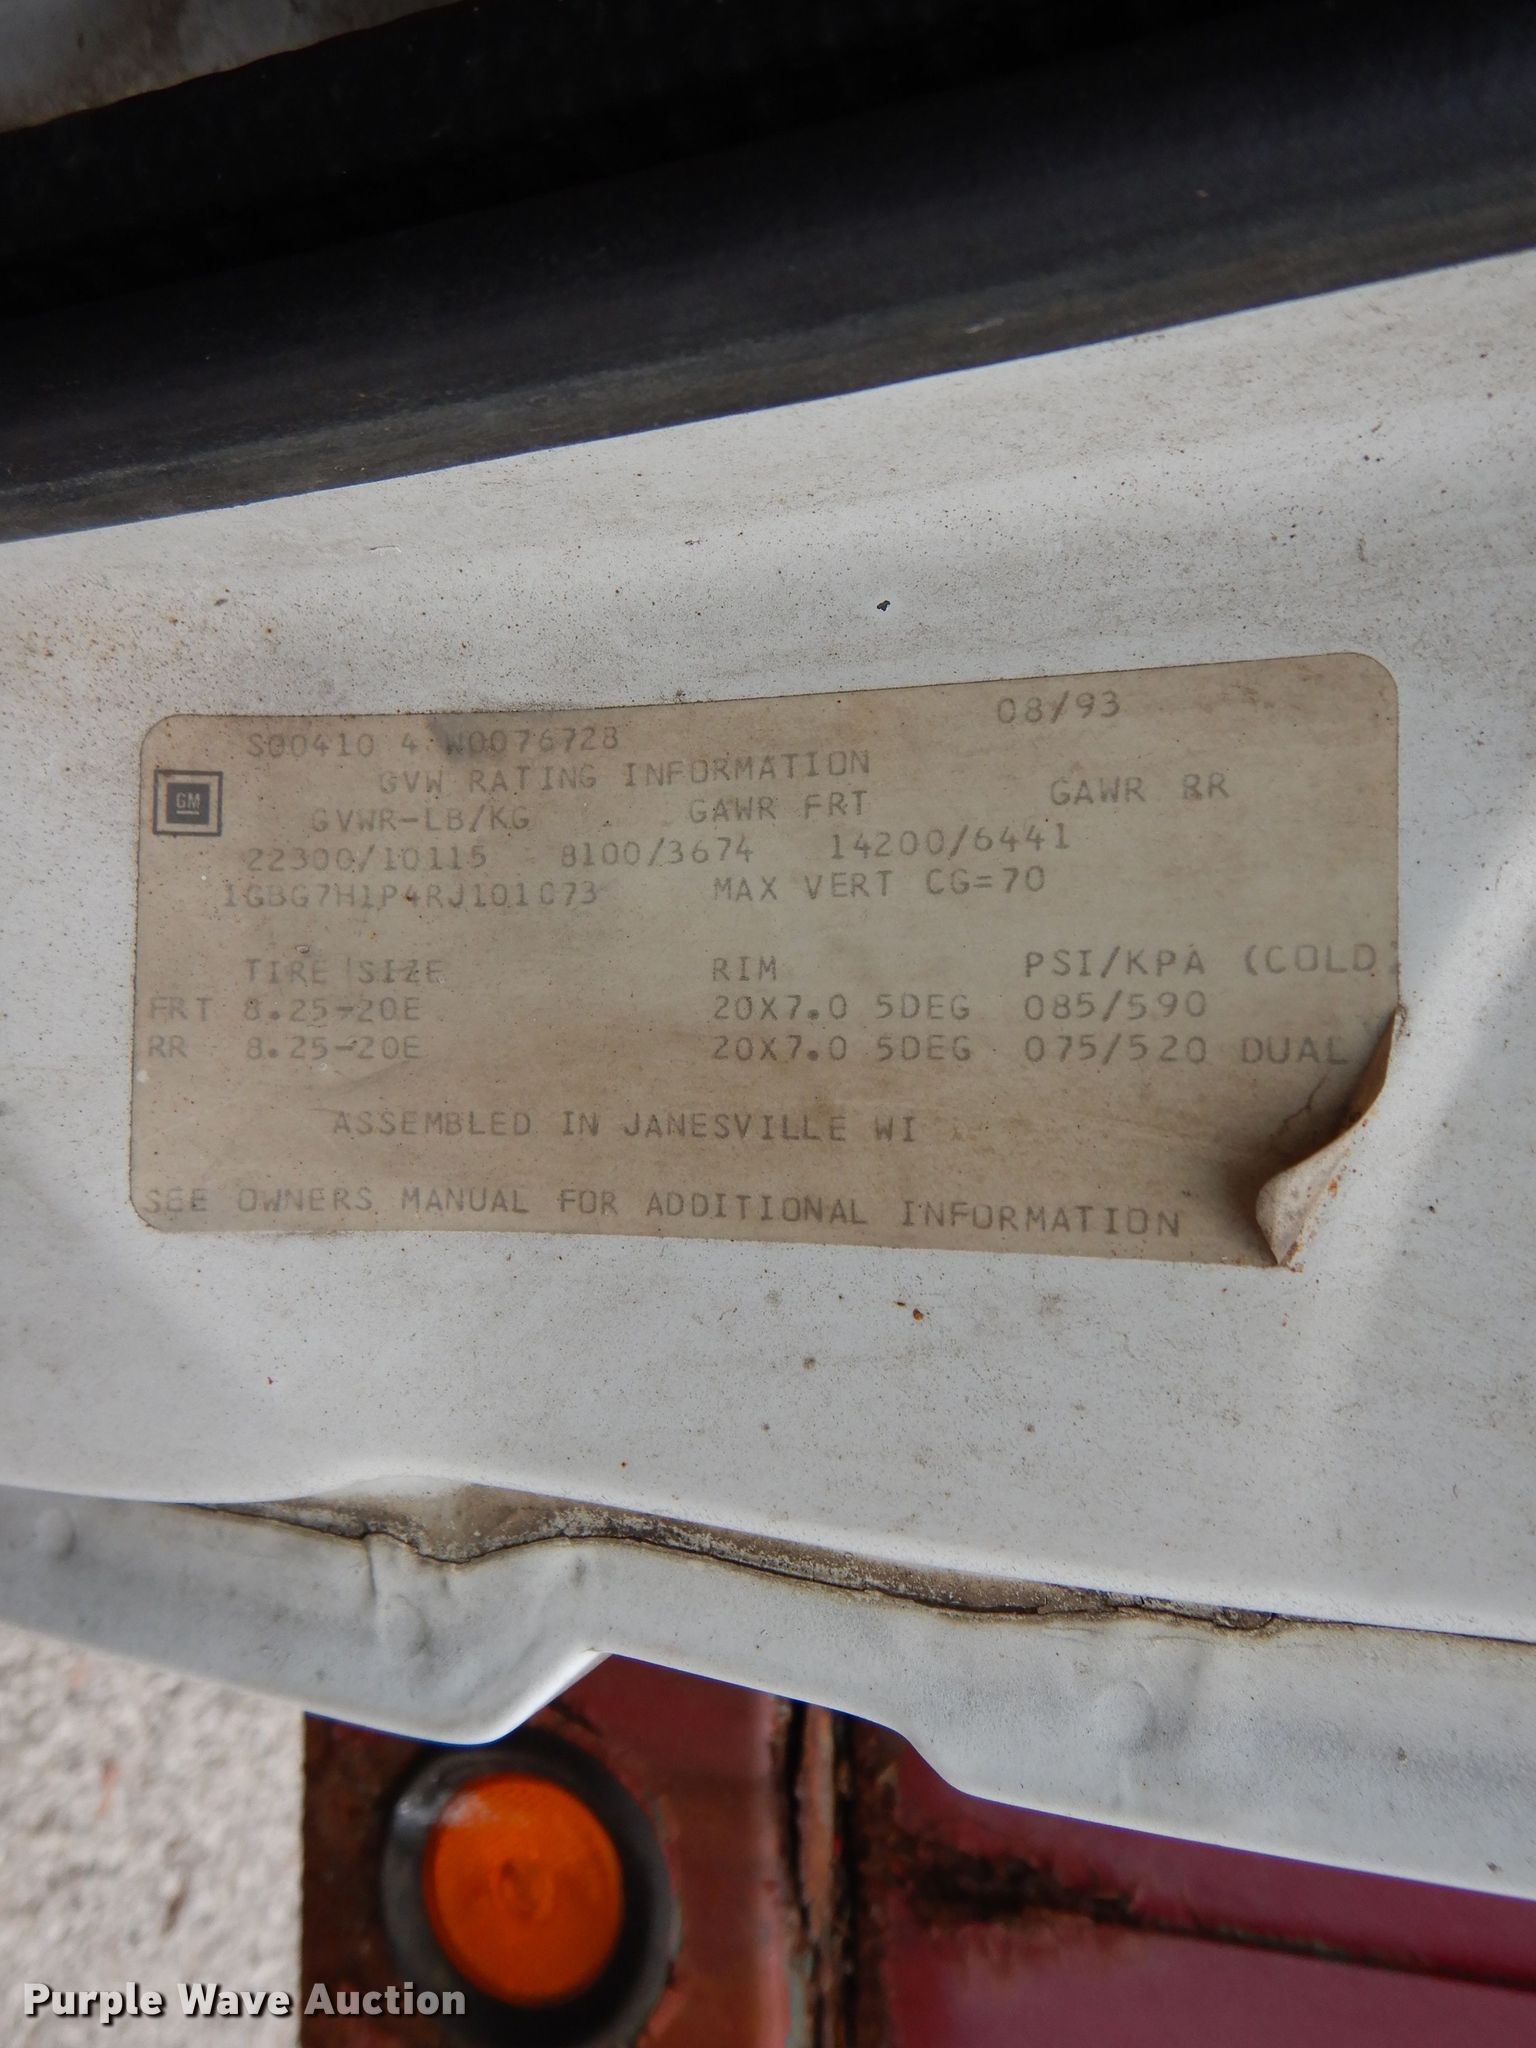 08/93
S00410 4 W0076728
GVW RATING INFORMATION
GM
GVWR-LB/KG GAWR FRT GAWR RR
22300/10115 8100/3674 14200/6441
1GBG7H1P4RJ101073 MAX VERT CG=70
TIRE SIZE RIM PSI/KPA (COLD)
FRT 8.25-20E 20X7.0 5DEG 085/590
RR 8.25-20E 20X7.0 5DEG 075/520 DUAL
ASSEMBLED IN JANESVILLE WI
SEE OWNERS MANUAL FOR ADDITIONAL INFORMATION
Purple Wave Auction